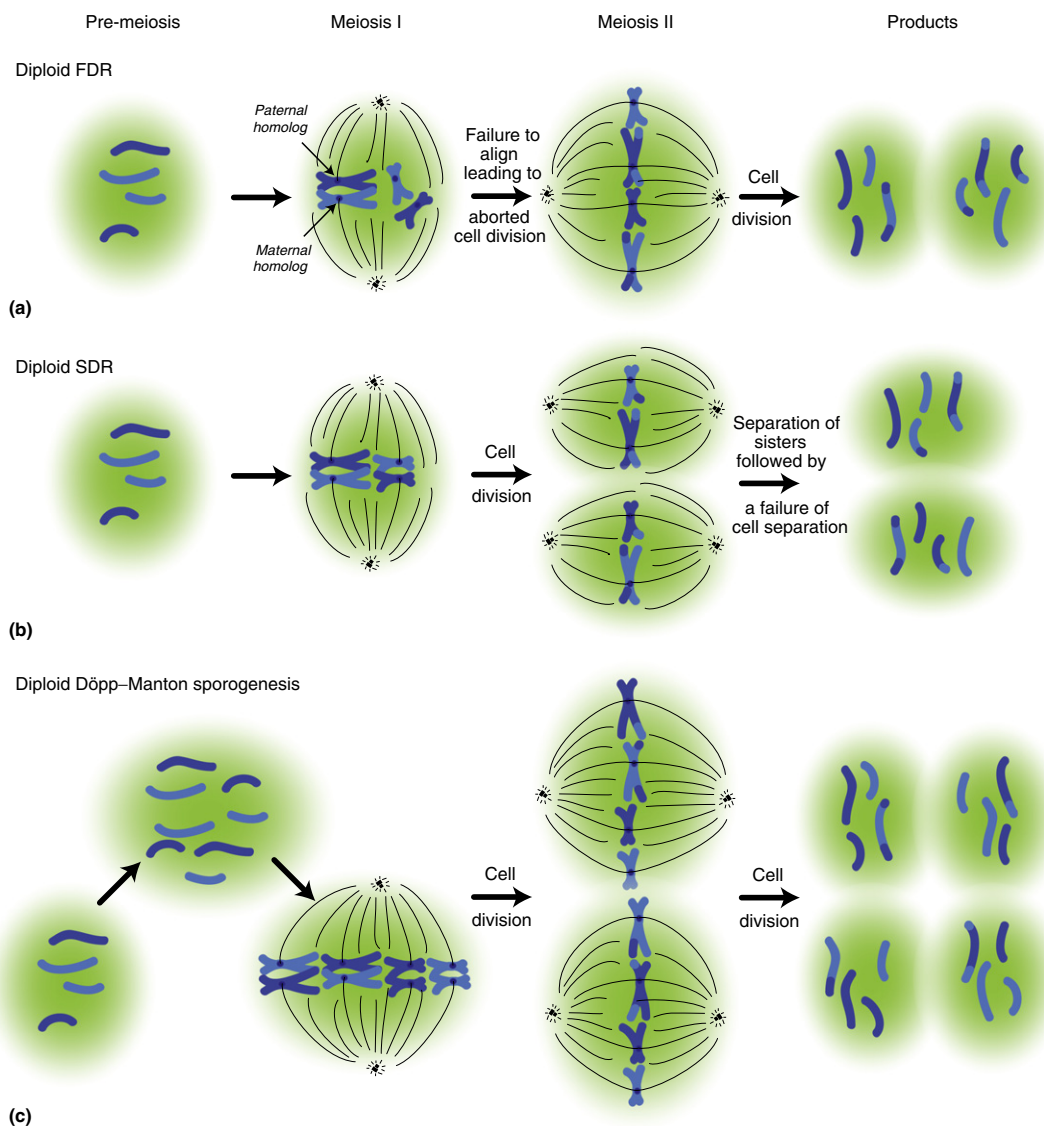 Pre-meiosis
Meiosis I
Meiosis II
Products
Diploid FDR
Paternal
homolog
Maternal
homolog
Failure to
align
leading to
aborted
cell division
Cell
division
(a)
Diploid SDR
Cell
division
Separation of
sisters
followed by
a failure of
cell separation
(b)
Diploid Döpp–Manton sporogenesis
Cell
division
Cell
division
(c)